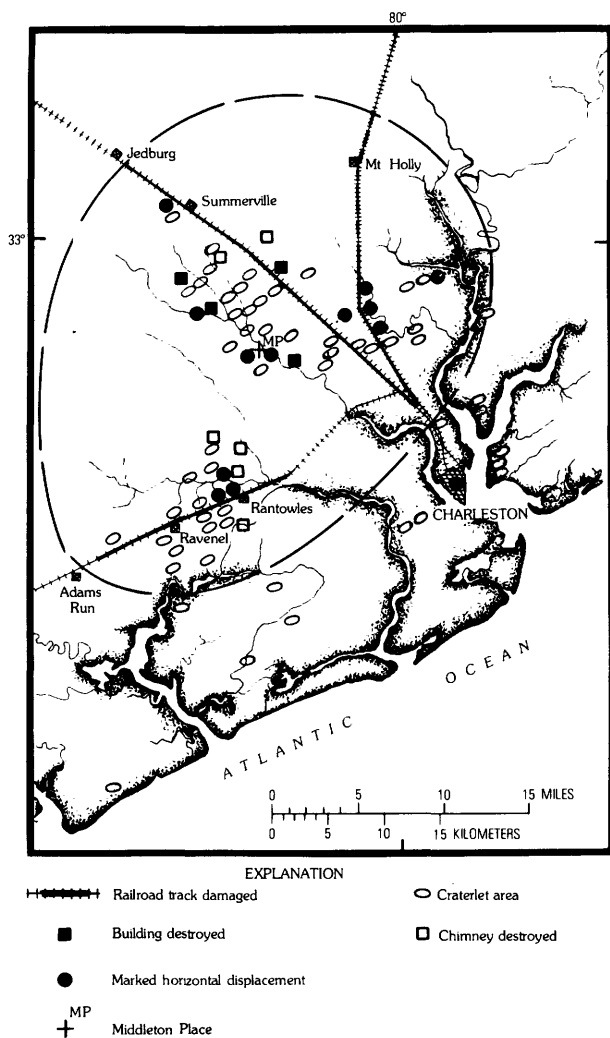 80°
Jedburg
Mt Holly
Summerville
33°
MP
Rantowles
CHARLESTON
Ravenel
Adams
Run
ATLANTIC OCEAN
0 5 10 15 MILES
0 5 10 15 KILOMETERS
EXPLANATION
Railroad track damaged
Craterlet area
Building destroyed
Chimney destroyed
Marked horizontal displacement
MP
Middleton Place